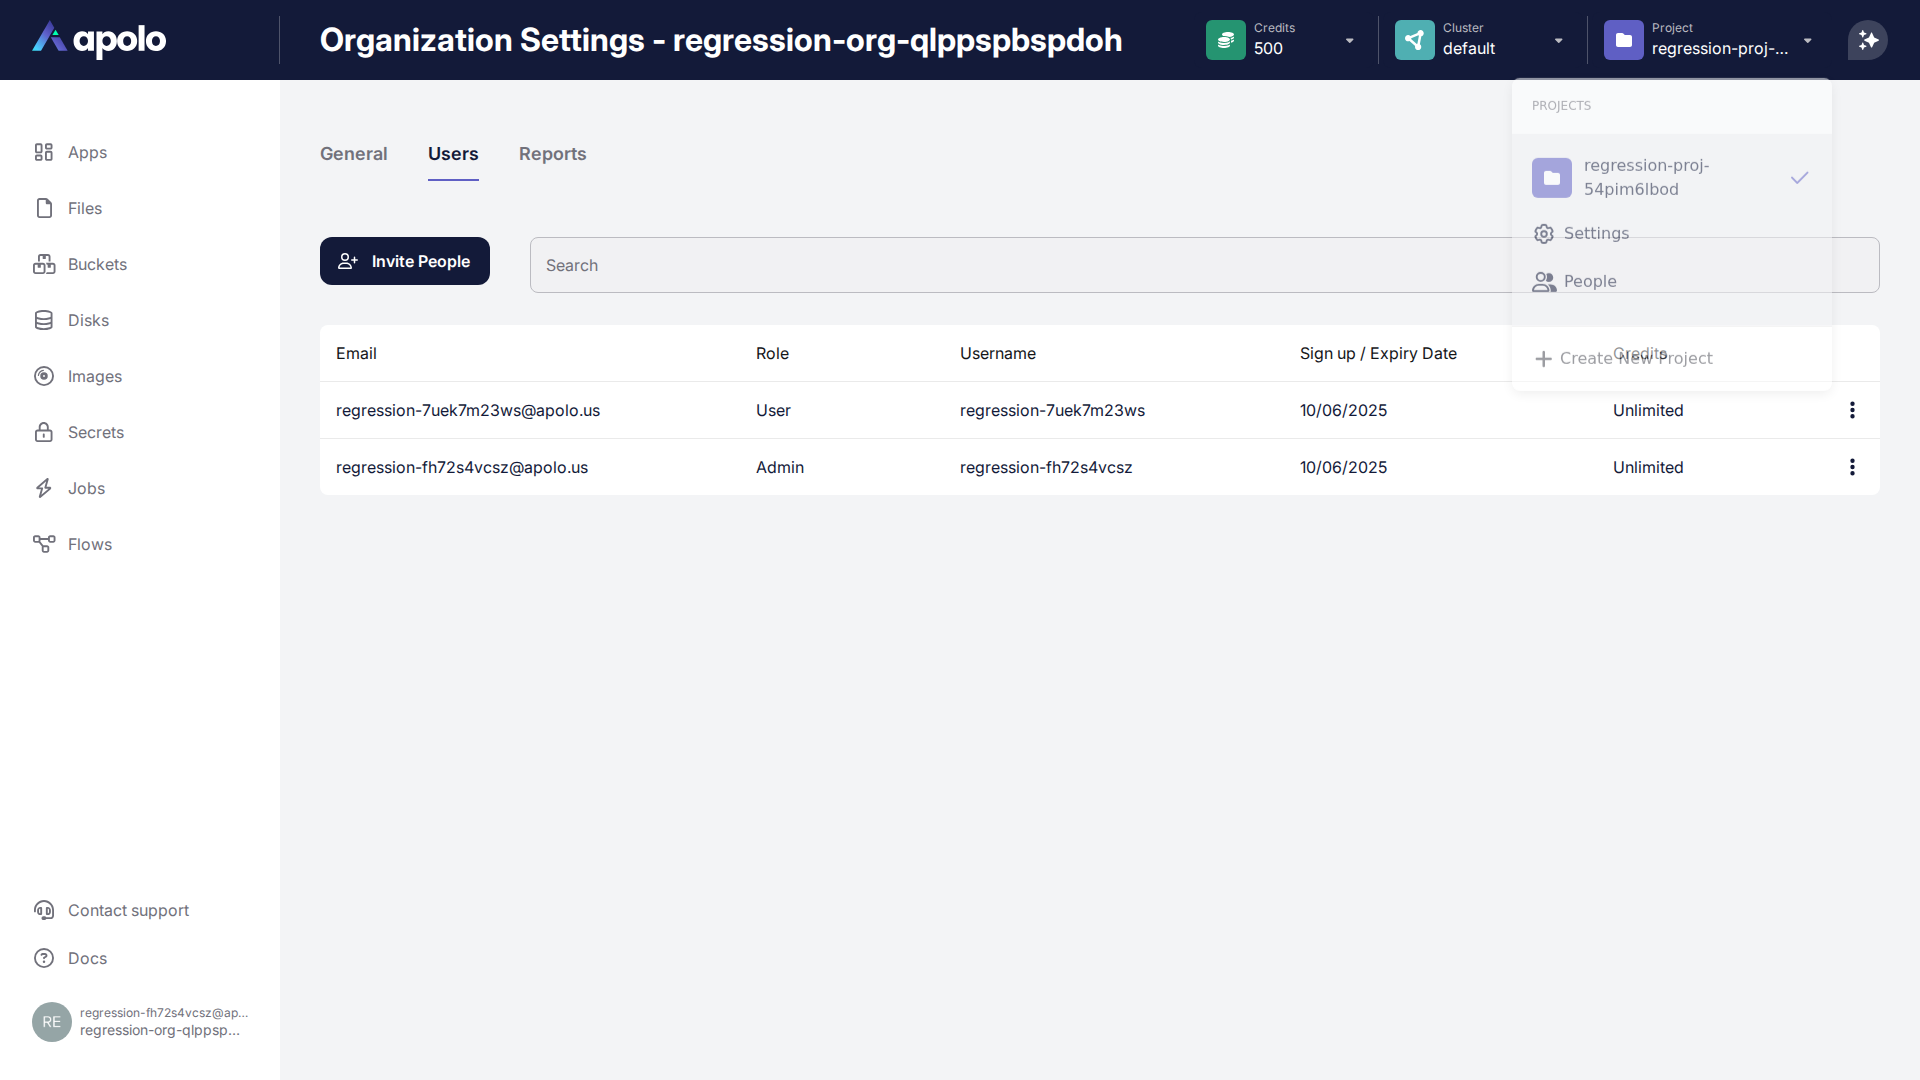 apolo
Organization Settings - regression-org-qlppspbspdoh
Credits
500
Cluster
default
Project
regression-proj-...
Apps
Files
Buckets
Disks
Images
Secrets
Jobs
Flows
Contact support
Docs
RE
regression-fh72s4vcsz@ap...
regression-org-qlppsp...
General
Users
Reports
PROJECTS
regression-proj-
54pim6lbod
Settings
People
Create New Project
Invite People
Search
Email
Role
Username
Sign up / Expiry Date
Credits
regression-7uek7m23ws@apolo.us
User
regression-7uek7m23ws
10/06/2025
Unlimited
regression-fh72s4vcsz@apolo.us
Admin
regression-fh72s4vcsz
10/06/2025
Unlimited